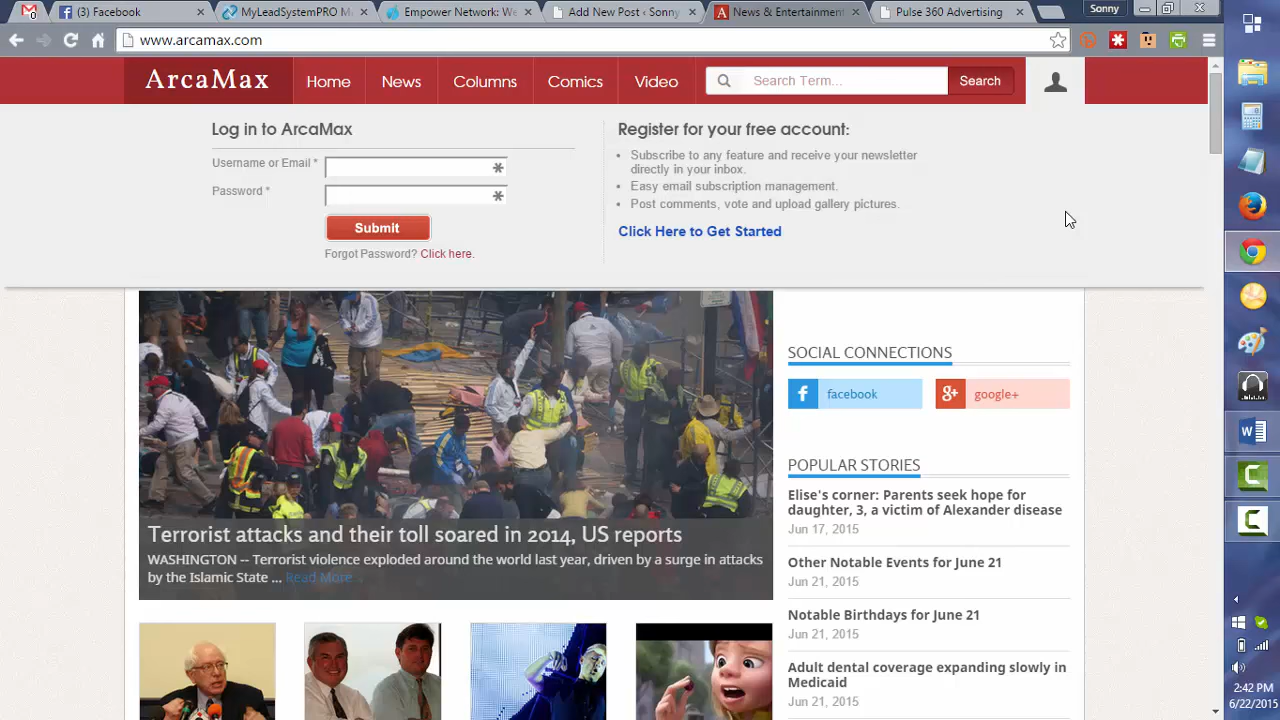 Facebook
MyLeadSystemPRO M
Empower Network: We
Add New Post ‹ Sonny
News & Entertainment
Pulse 360 Advertising
Sonny
www.arcamax.com
ArcaMax
Home
News
Columns
Comics
Video
Search Term...
Search
Log in to ArcaMax
Username or Email *
Password *
Submit
Forgot Password? Click here.
Register for your free account:
• Subscribe to any feature and receive your newsletter
directly in your inbox.
• Easy email subscription management.
• Post comments, vote and upload gallery pictures.
Click Here to Get Started
Terrorist attacks and their toll soared in 2014, US reports
WASHINGTON -- Terrorist violence exploded around the world last year, driven by a surge in attacks
by the Islamic State ... Read More...
SOCIAL CONNECTIONS
facebook
google+
POPULAR STORIES
Elise's corner: Parents seek hope for
daughter, 3, a victim of Alexander disease
Jun 17, 2015
Other Notable Events for June 21
Jun 21, 2015
Notable Birthdays for June 21
Jun 21, 2015
Adult dental coverage expanding slowly in
Medicaid
Jun 21, 2015
2:42 PM
6/22/2015